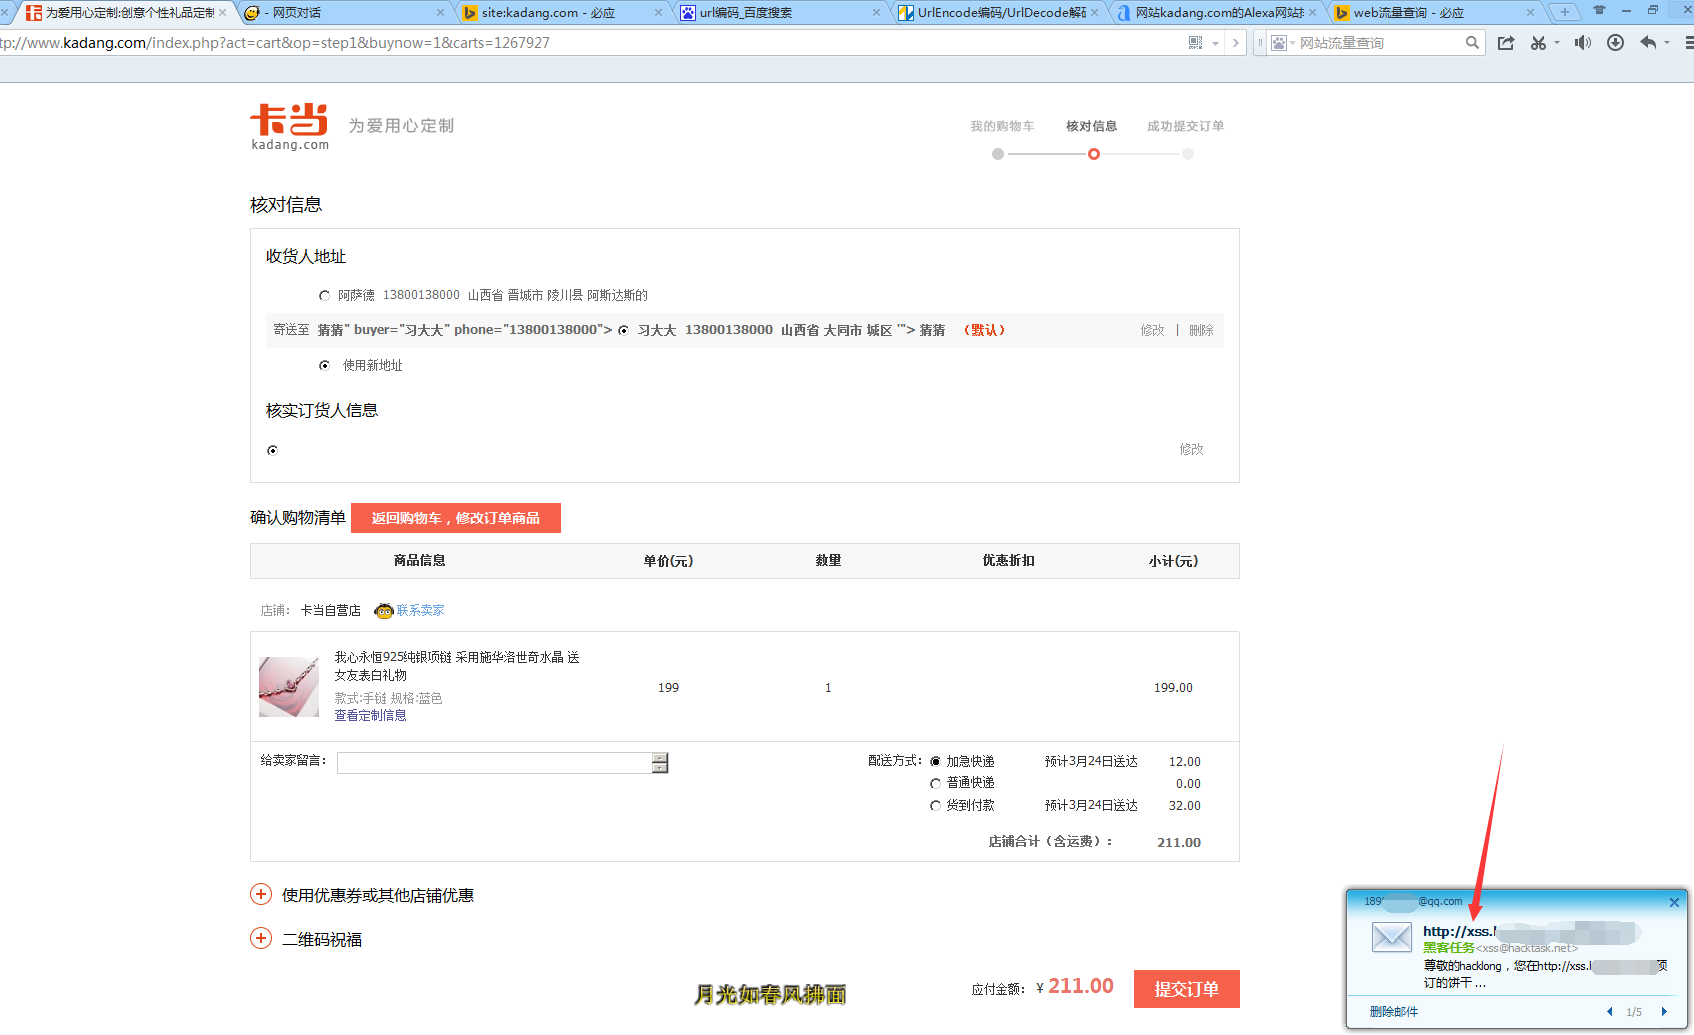 为爱用心定制:创意个性礼品定制
- 网页对话
site:kadang.com - 必应
url编码_百度搜索
UrlEncode编码/UrlDecode解码
网站kadang.com的Alexa网站排
web流量查询 - 必应
tp://www.kadang.com/index.php?act=cart&op=step1&buynow=1&carts=1267927
网站流量查询
卡当
kadang.com
为爱用心定制
我的购物车 核对信息 成功提交订单
核对信息
收货人地址
阿萨德 13800138000 山西省 晋城市 陵川县 阿斯达斯的
寄送至 猜猜" buyer="习大大" phone="13800138000"> 习大大 13800138000 山西省 大同市 城区 '"> 猜猜 （默认） 修改 | 删除
使用新地址
核实订货人信息
修改
确认购物清单 返回购物车，修改订单商品
商品信息 单价(元) 数量 优惠折扣 小计(元)
店铺： 卡当自营店 联系卖家
我心永恒925纯银项链 采用施华洛世奇水晶 送
女友表白礼物
款式:手链 规格:蓝色
查看定制信息
199 1 199.00
给卖家留言：
配送方式： 加急快递 预计3月24日送达 12.00
普通快递 0.00
货到付款 预计3月24日送达 32.00
店铺合计（含运费）： 211.00
使用优惠券或其他店铺优惠
二维码祝福
月光如春风拂面
应付金额： ¥ 211.00 提交订单
189 @qq.com
http://xss.
黑客任务<xss@hacktask.net>
尊敬的hacklong，您在http://xss.l 预
订的饼干 ...
删除邮件 1/5